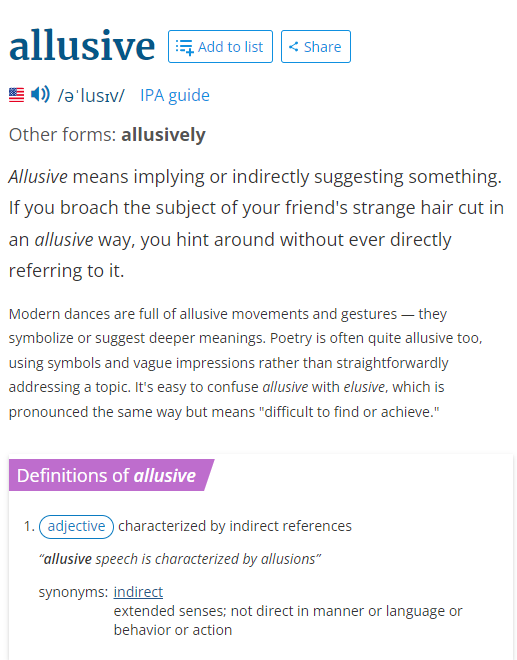 allusive
Add to list
Share
/əˈlusɪv/ IPA guide
Other forms: allusively
Allusive means implying or indirectly suggesting something.
If you broach the subject of your friend's strange hair cut in
an allusive way, you hint around without ever directly
referring to it.
Modern dances are full of allusive movements and gestures — they
symbolize or suggest deeper meanings. Poetry is often quite allusive too,
using symbols and vague impressions rather than straightforwardly
addressing a topic. It's easy to confuse allusive with elusive, which is
pronounced the same way but means "difficult to find or achieve."
Definitions of allusive
1. adjective characterized by indirect references
“allusive speech is characterized by allusions”
synonyms: indirect
extended senses; not direct in manner or language or
behavior or action